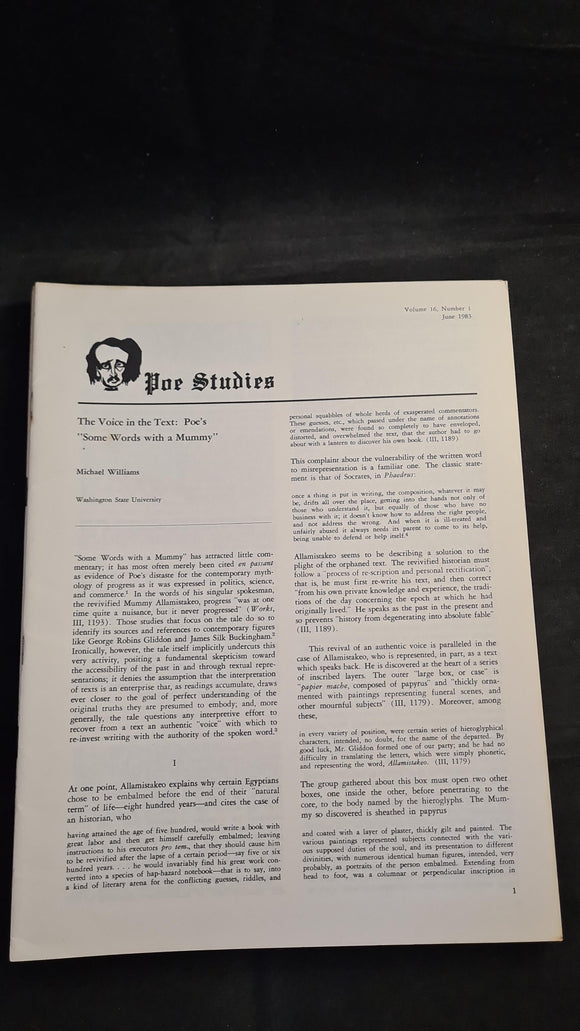 Volume 16, Number 1
June 1983
Poe Studies
The Voice in the Text: Poe's
"Some Words with a Mummy"
Michael Williams
Washington State University
"Some Words with a Mummy" has attracted little com-
mentary; it has most often merely been cited en passant
as evidence of Poe's distaste for the contemporary myth-
ology of progress as it was expressed in politics, science,
and commerce.1 In the words of his singular spokesman,
the revivified Mummy Allamistakeo, progress "was at one
time quite a nuisance, but it never progressed" (Works,
III, 1193). Those studies that focus on the tale do so to
identify its sources and references to contemporary figures
like George Robins Gliddon and James Silk Buckingham.2
Ironically, however, the tale itself implicitly undercuts this
very activity, positing a fundamental skepticism toward
the accessibility of the past in and through textual repre-
sentations; it denies the assumption that the interpretation
of texts is an enterprise that, as readings accumulate, draws
ever closer to the goal of perfect understanding of the
original truths they are presumed to embody; and, more
generally, the tale questions any interpretive effort to
recover from a text an authentic "voice" with which to
re-invest writing with the authority of the spoken word.3
I
At one point, Allamistakeo explains why certain Egyptians
chose to be embalmed before the end of their "natural
term" of life—eight hundred years—and cites the case of
an historian, who
having attained the age of five hundred, would write a book with
great labor and then get himself carefully embalmed; leaving
instructions to his executors pro tem., that they should cause him
to be revivified after the lapse of a certain period—say five or six
hundred years. . . . he would invariably find his great work con-
verted into a species of hap-hazard notebook—that is to say, into
a kind of literary arena for the conflicting guesses, riddles, and
personal squabbles of whole herds of exasperated commentators.
These guesses, etc., which passed under the name of annotations
or emendations, were found so completely to have enveloped,
distorted, and overwhelmed the text, that the author had to go
about with a lantern to discover his own book. (III, 1189)
This complaint about the vulnerability of the written word
to misrepresentation is a familiar one. The classic state-
ment is that of Socrates, in Phaedrus:
once a thing is put in writing, the composition, whatever it may
be, drifts all over the place, getting into the hands not only of
those who understand it, but equally of those who have no
business with it; it doesn't know how to address the right people,
and not address the wrong. And when it is ill-treated and
unfairly abused it always needs its parent to come to its help,
being unable to defend or help itself.4
Allamistakeo seems to be describing a solution to the
plight of the orphaned text. The revivified historian must
follow a "process of re-scription and personal rectification";
that is, he must first re-write his text, and then correct
"from his own private knowledge and experience, the tradi-
tions of the day concerning the epoch at which he had
originally lived." He speaks as the past in the present and
so prevents "history from degenerating into absolute fable"
(III, 1189).
This revival of an authentic voice is paralleled in the
case of Allamistakeo, who is represented, in part, as a text
which speaks back. He is discovered at the heart of a series
of inscribed layers. The outer "large box, or case" is
"papier mache, composed of papyrus" and "thickly orna-
mented with paintings representing funeral scenes, and
other mournful subjects" (III, 1179). Moreover, among
these,
in every variety of position, were certain series of hieroglyphical
characters, intended, no doubt, for the name of the departed. By
good luck, Mr. Gliddon formed one of our party; and he had no
difficulty in translating the letters, which were simply phonetic,
and representing the word, Allamistakeo. (III, 1179)
The group gathered about this box must open two other
boxes, one inside the other, before penetrating to the
core, to the body named by the hieroglyphs. The Mum-
my so discovered is sheathed in papyrus
and coated with a layer of plaster, thickly gilt and painted. The
various paintings represented subjects connected with the vari-
ous supposed duties of the soul, and its presentation to different
divinities, with numerous identical human figures, intended, very
probably, as portraits of the person embalmed. Extending from
head to foot, was a columnar or perpendicular inscription in
1